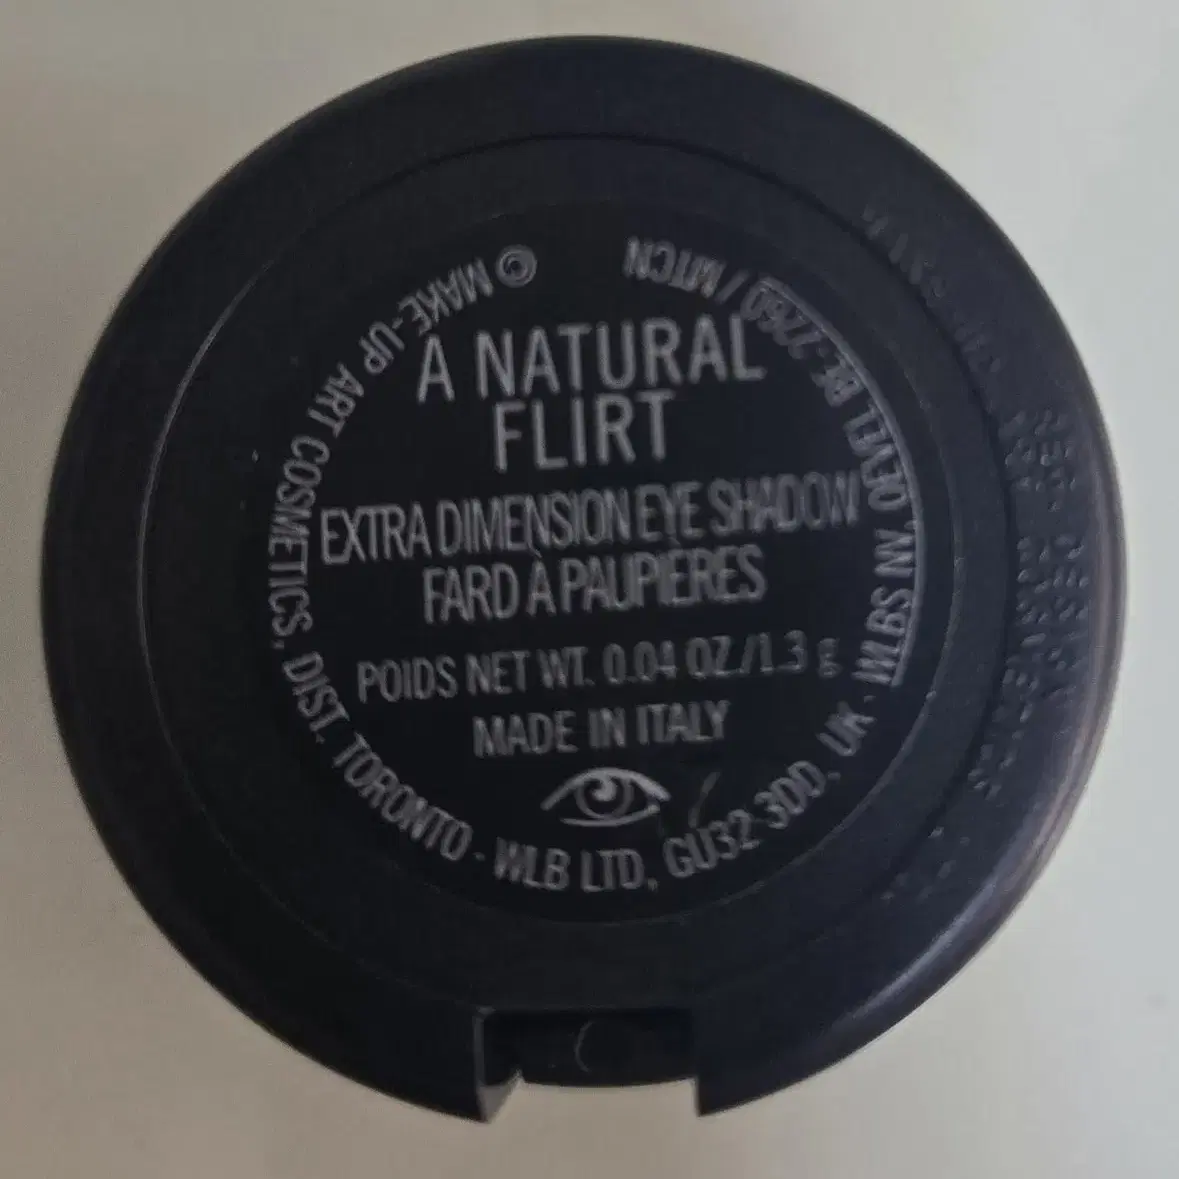 A NATURAL
FLIRT
EXTRA DIMENSION EYE SHADOW
FARD À PAUPIÈRES
POIDS NET WT. 0.04 OZ./1.3 g
MADE IN ITALY
© MAKE-UP ART COSMETICS, DIST. TORONTO - WLB LTD, GU32 3DD, UK - WLBS NV, OEVEL BE-2260 / MTCN